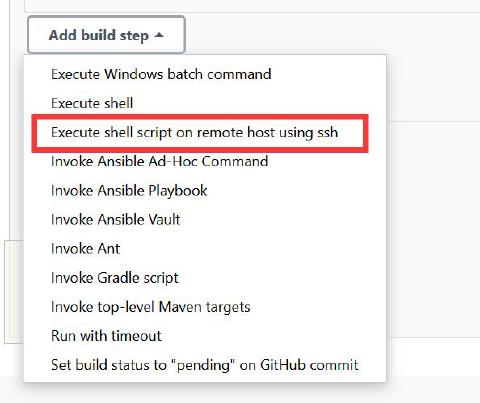 Add build step
Execute Windows batch command
Execute shell
Execute shell script on remote host using ssh
Invoke Ansible Ad-Hoc Command
Invoke Ansible Playbook
Invoke Ansible Vault
Invoke Ant
Invoke Gradle script
Invoke top-level Maven targets
Run with timeout
Set build status to "pending" on GitHub commit